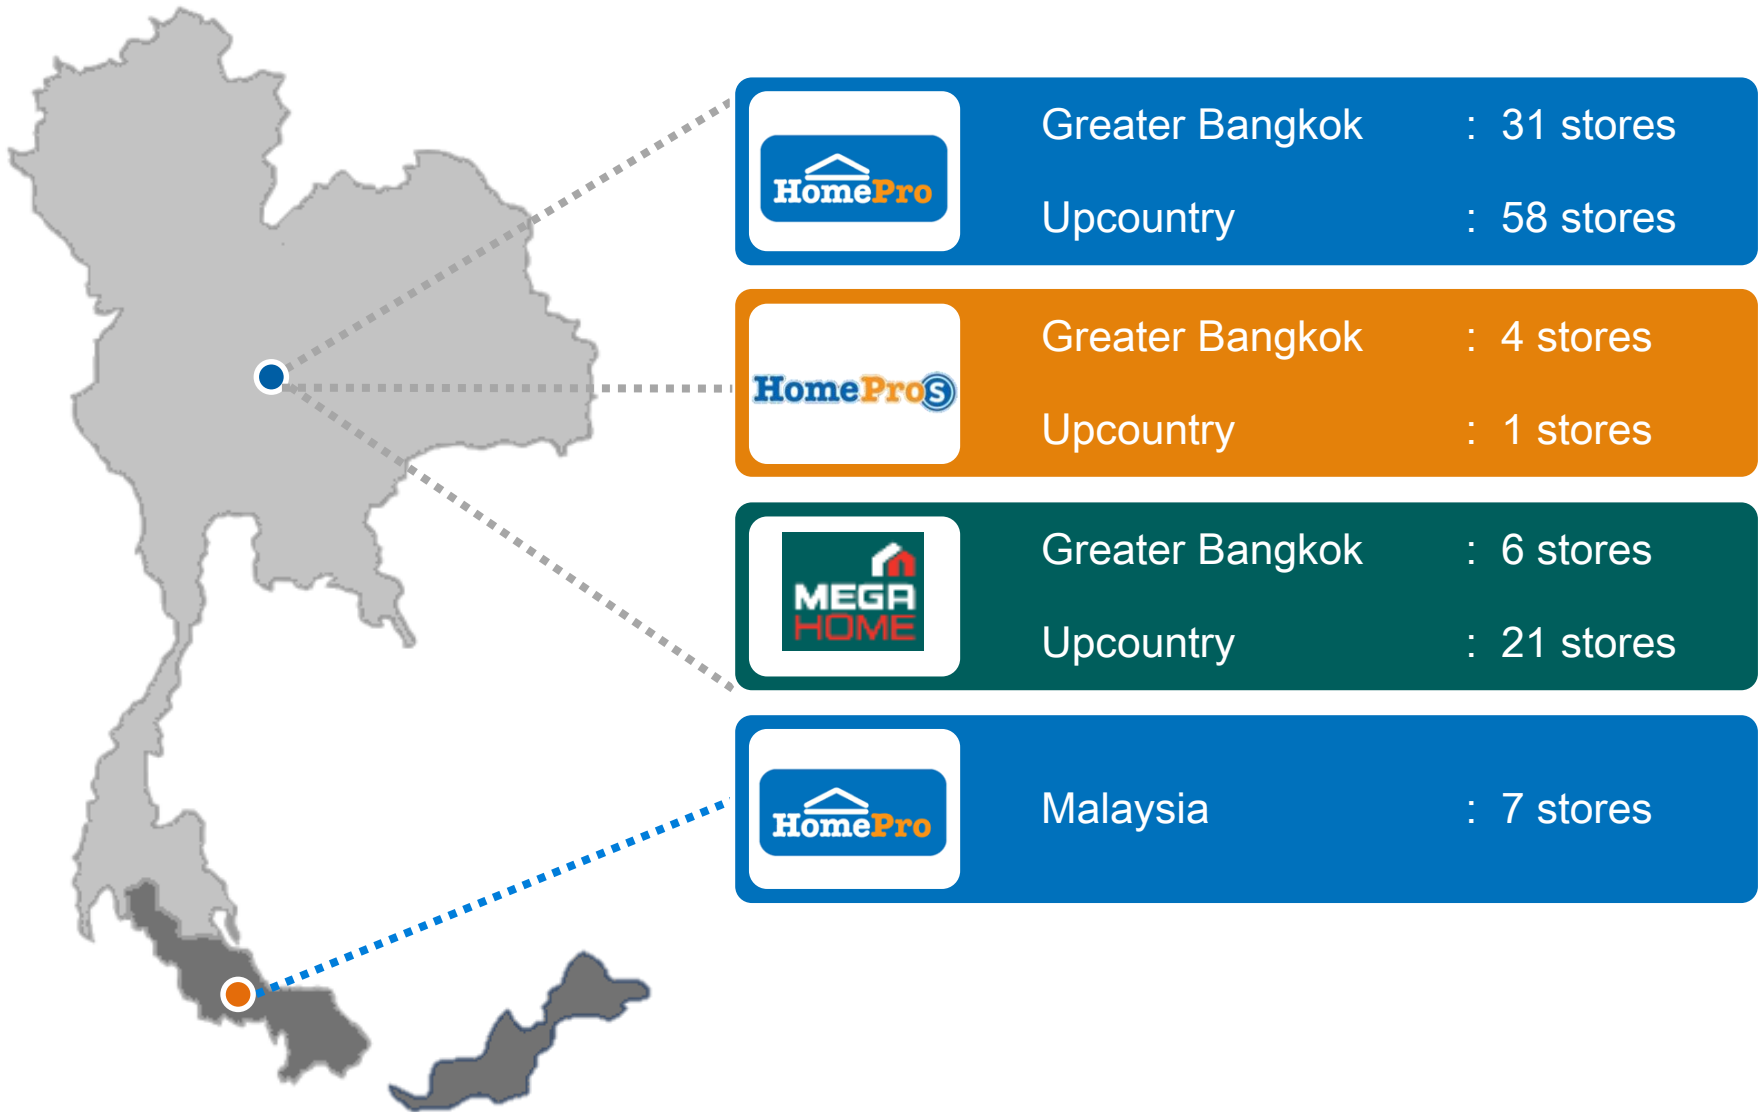 HomePro
Greater Bangkok : 31 stores
Upcountry : 58 stores
HomePro S
Greater Bangkok : 4 stores
Upcountry : 1 stores
MEGA
HOME
Greater Bangkok : 6 stores
Upcountry : 21 stores
HomePro
Malaysia : 7 stores